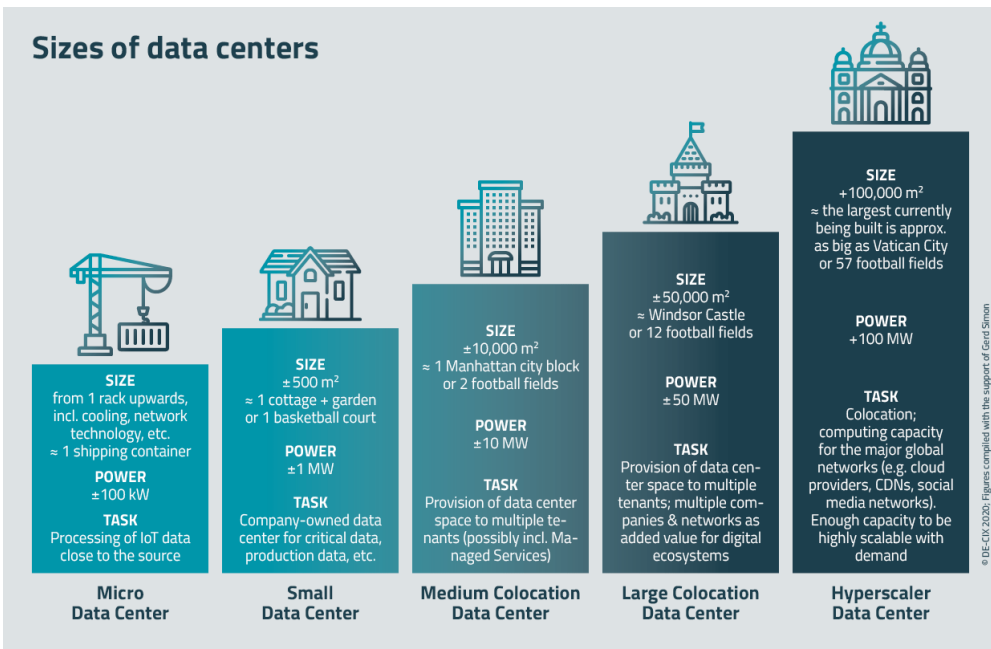 Sizes of data centers
SIZE
from 1 rack upwards,
incl. cooling, network
technology, etc.
≈ 1 shipping container
POWER
±100 kW
TASK
Processing of IoT data
close to the source
Micro
Data Center
SIZE
±500 m²
≈ 1 cottage + garden
or 1 basketball court
POWER
±1 MW
TASK
Company-owned data
center for critical data,
production data, etc.
Small
Data Center
SIZE
±10,000 m²
≈ 1 Manhattan city block
or 2 football fields
POWER
±10 MW
TASK
Provision of data center
space to multiple te-
nants (possibly incl. Ma-
naged Services)
Medium Colocation
Data Center
SIZE
±50,000 m²
≈ Windsor Castle
or 12 football fields
POWER
±50 MW
TASK
Provision of data cen-
ter space to multiple
tenants; multiple com-
panies & networks as
added value for digital
ecosystems
Large Colocation
Data Center
SIZE
+100,000 m²
≈ the largest currently
being built is approx.
as big as Vatican City
or 57 football fields
POWER
+100 MW
TASK
Colocation;
computing capacity
for the major global
networks (e.g. cloud
providers, CDNs, social
media networks).
Enough capacity to be
highly scalable with
demand
Hyperscaler
Data Center
© DE-CIX 2020; Figures compiled with the support of Gerd Simon